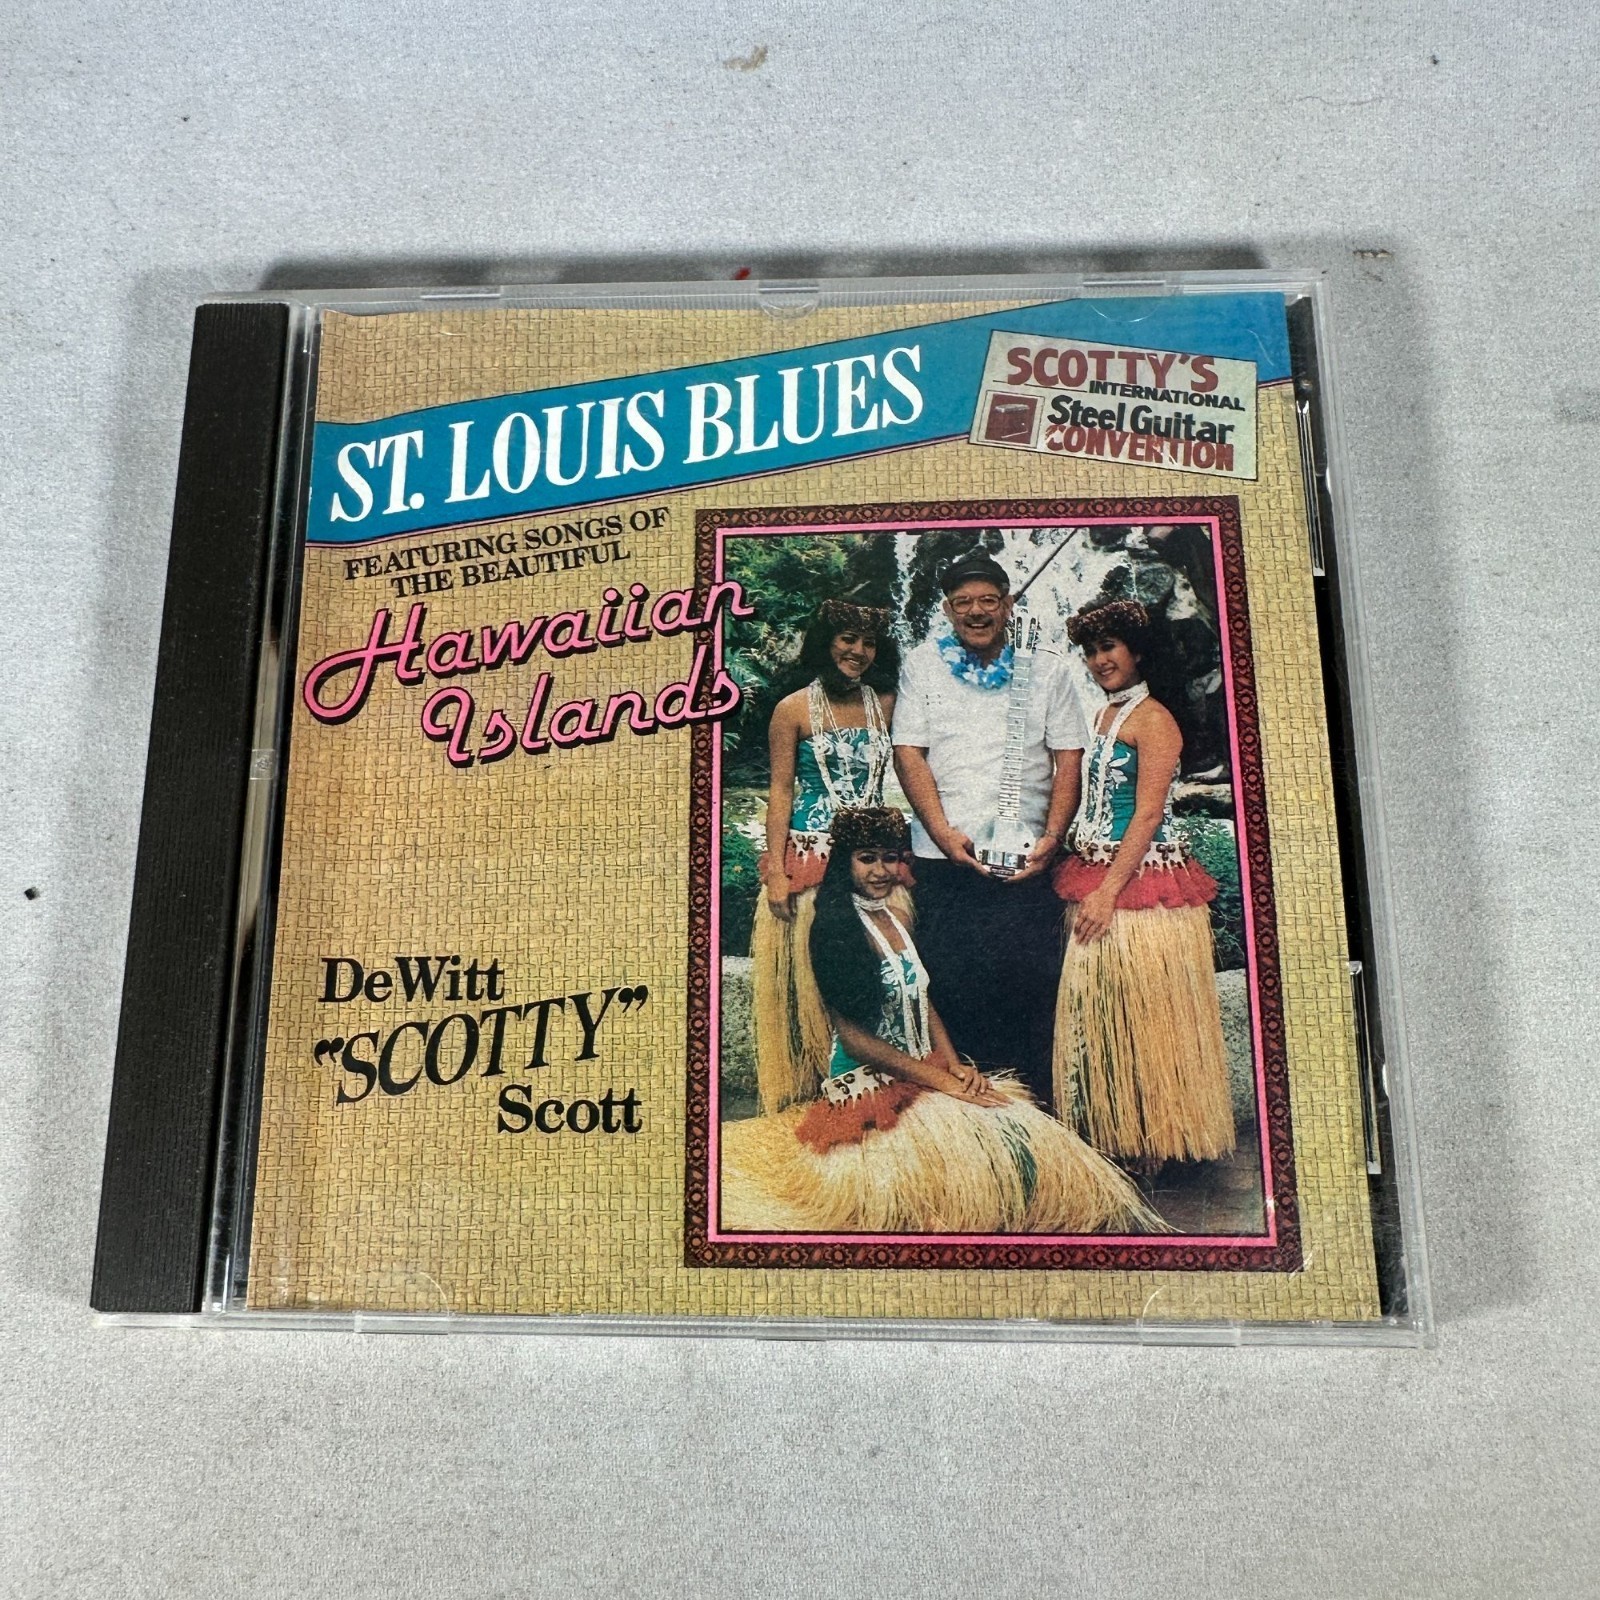 ST. LOUIS BLUES
SCOTTY'S
INTERNATIONAL
Steel Guitar
CONVENTION
FEATURING SONGS OF
THE BEAUTIFUL
Hawaiian
Islands
DeWitt
"SCOTTY"
Scott